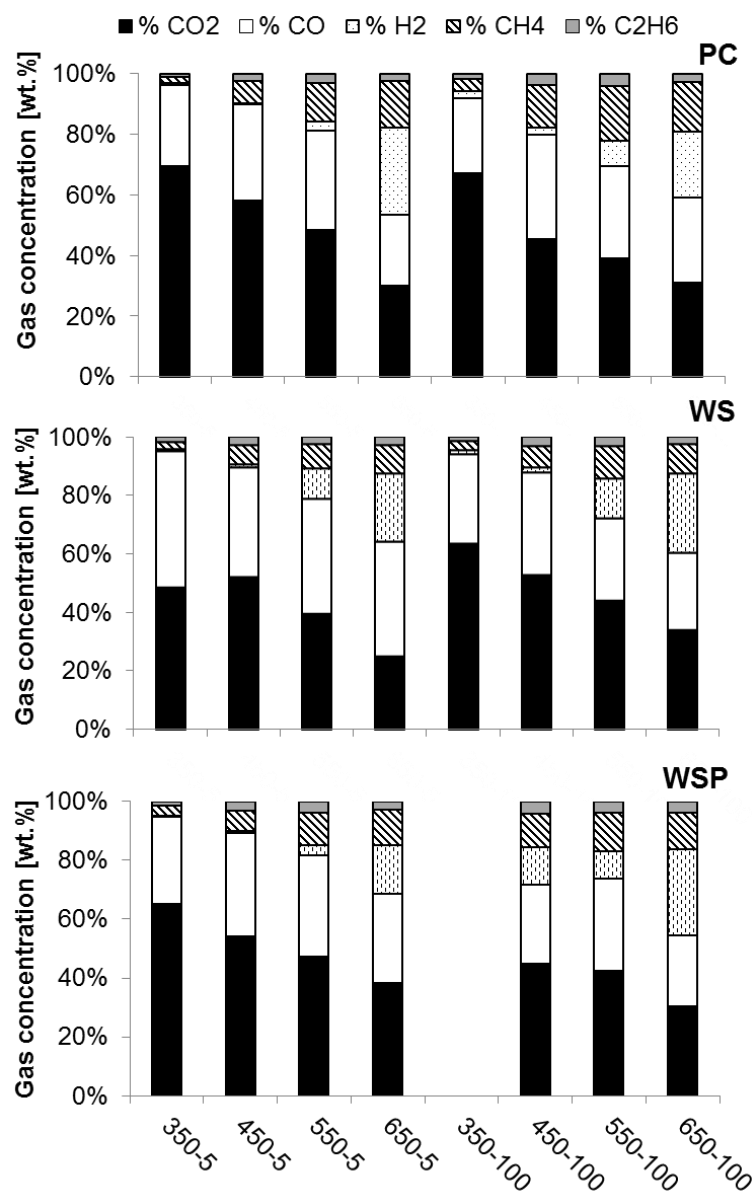 % CO2 % CO % H2 % CH4 % C2H6
PC
Gas concentration [wt.%]
100%
80%
60%
40%
20%
0%
WS
Gas concentration [wt.%]
100%
80%
60%
40%
20%
0%
WSP
Gas concentration [wt.%]
100%
80%
60%
40%
20%
0%
350-5 450-5 550-5 650-5 350-100 450-100 550-100 650-100